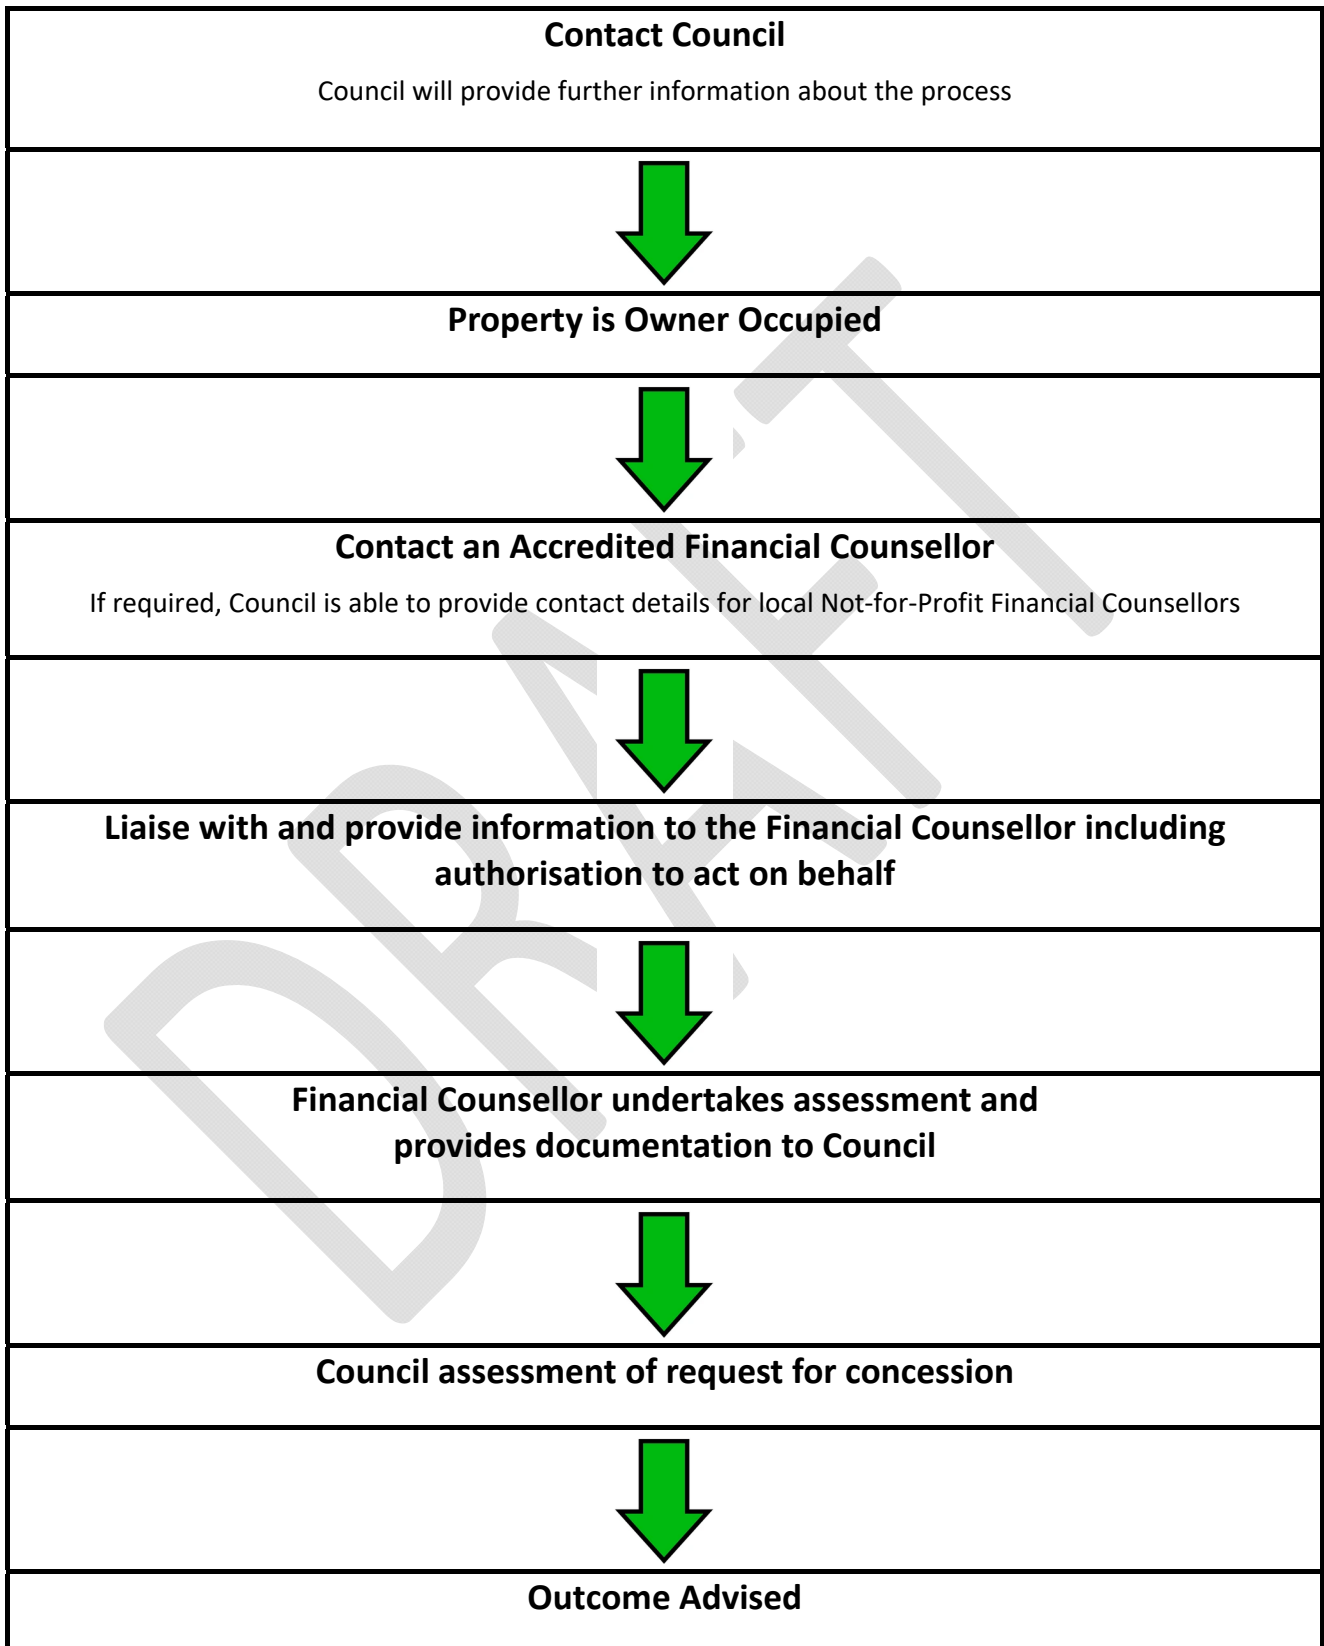 Contact Council
Council will provide further information about the process
Property is Owner Occupied
Contact an Accredited Financial Counsellor
If required, Council is able to provide contact details for local Not-for-Profit Financial Counsellors
Liaise with and provide information to the Financial Counsellor including
authorisation to act on behalf
Financial Counsellor undertakes assessment and
provides documentation to Council
Council assessment of request for concession
Outcome Advised
DRAFT